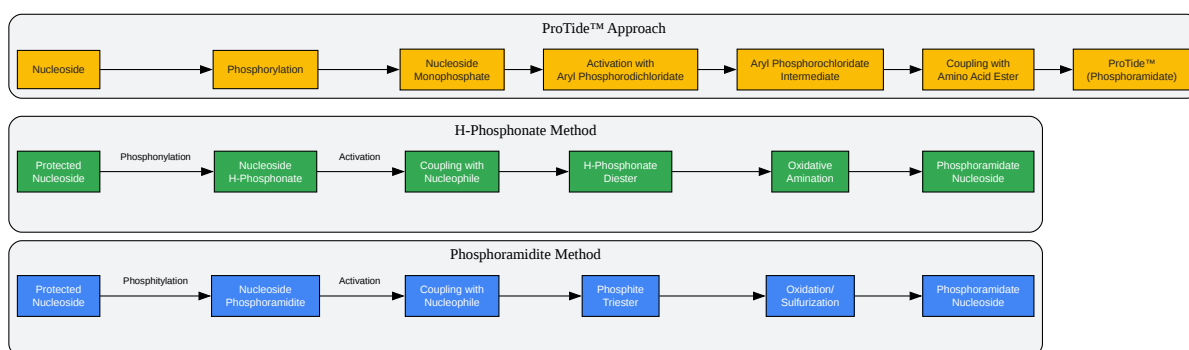 ProTide™ Approach
Nucleoside
Phosphorylation
Nucleoside
Monophosphate
Activation with
Aryl Phosphorodichloridate
Aryl Phosphorochloridate
Intermediate
Coupling with
Amino Acid Ester
ProTide™
(Phosphoramidate)
H-Phosphonate Method
Protected
Nucleoside
Phosphonylation
Nucleoside
H-Phosphonate
Activation
Coupling with
Nucleophile
H-Phosphonate
Diester
Oxidative
Amination
Phosphoramidate
Nucleoside
Phosphoramidite Method
Protected
Nucleoside
Phosphitylation
Nucleoside
Phosphoramidite
Activation
Coupling with
Nucleophile
Phosphite
Triester
Oxidation/
Sulfurization
Phosphoramidate
Nucleoside